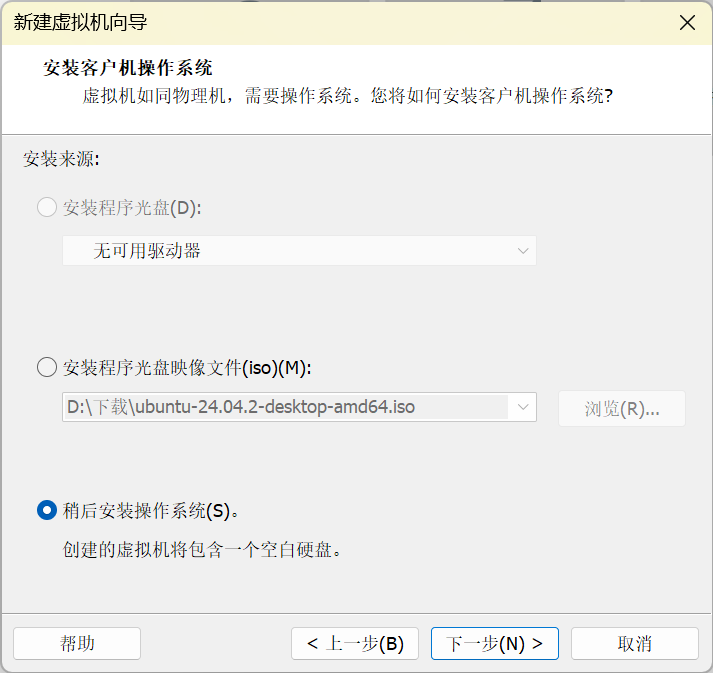 新建虚拟机向导
安装客户机操作系统
虚拟机如同物理机，需要操作系统。您将如何安装客户机操作系统?
安装来源:
安装程序光盘(D):
无可用驱动器
安装程序光盘映像文件(iso)(M):
D:\下载\ubuntu-24.04.2-desktop-amd64.iso
浏览(R)...
稍后安装操作系统(S)。
创建的虚拟机将包含一个空白硬盘。
帮助
< 上一步(B)
下一步(N) >
取消